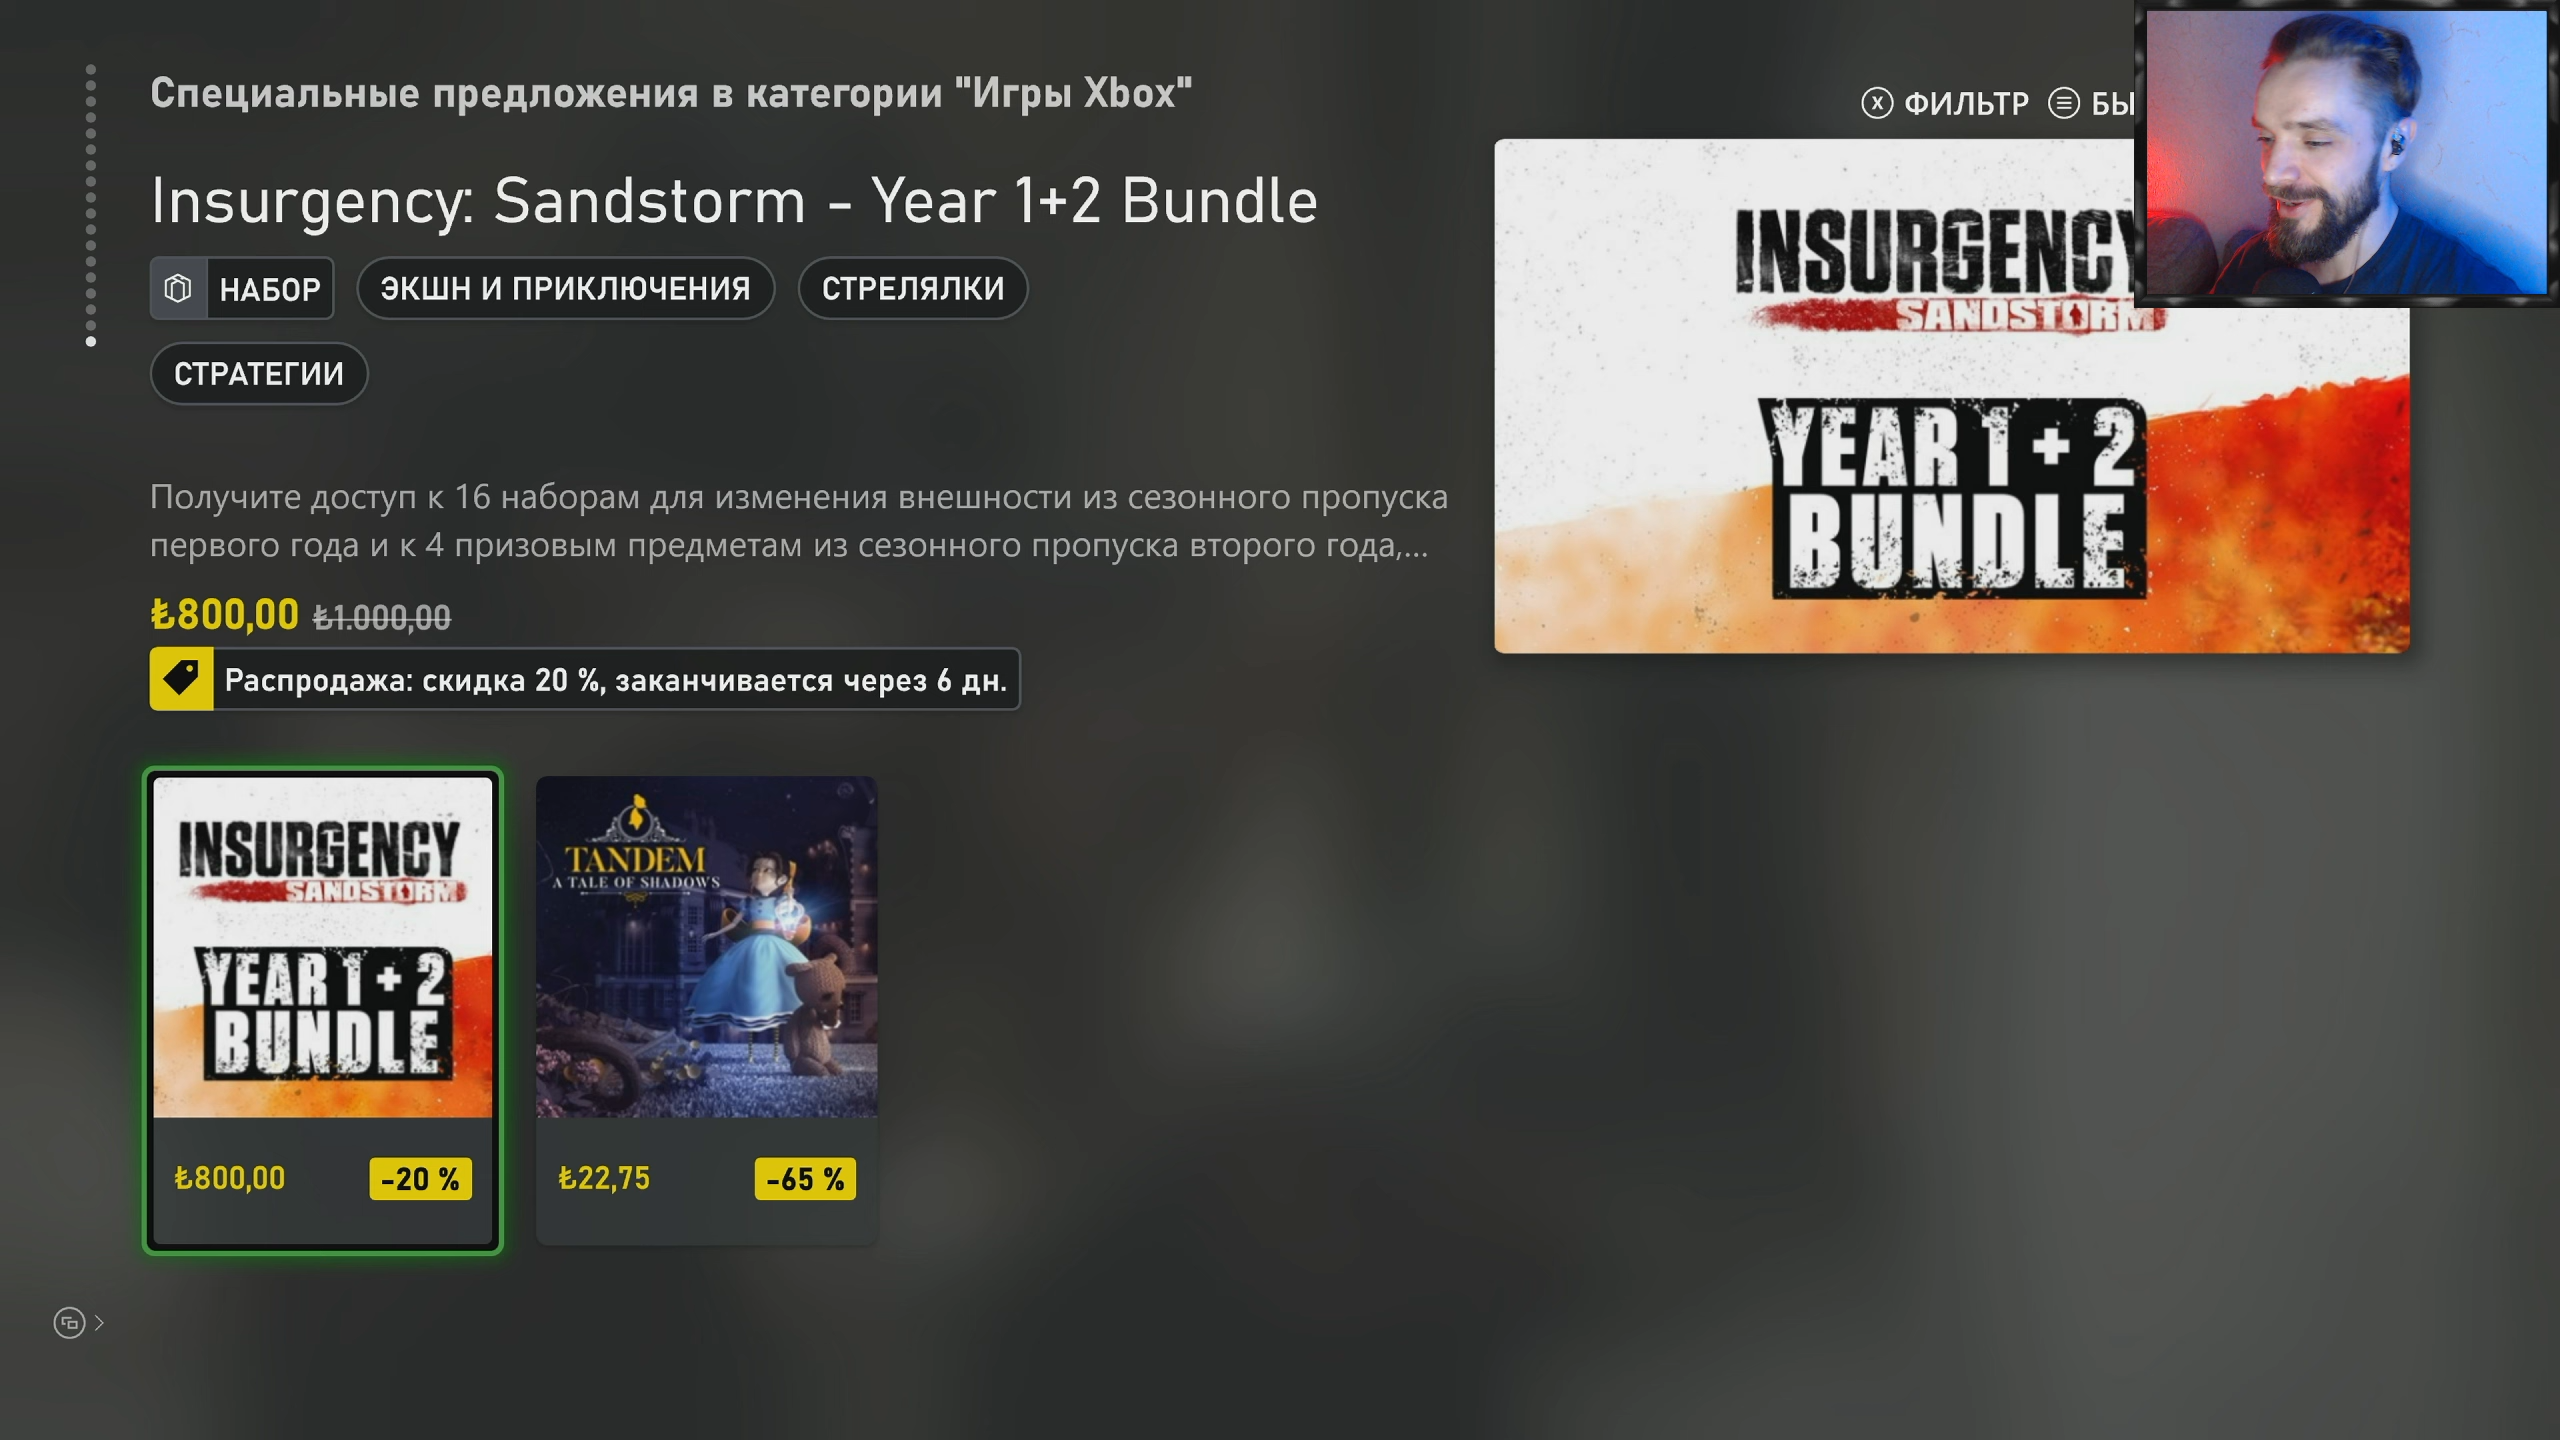 Специальные предложения в категории "Игры Xbox"
X ФИЛЬТР
Insurgency: Sandstorm - Year 1+2 Bundle
НАБОР
ЭКШН И ПРИКЛЮЧЕНИЯ
СТРЕЛЯЛКИ
СТРАТЕГИИ
Получите доступ к 16 наборам для изменения внешности из сезонного пропуска
первого года и к 4 призовым предметам из сезонного пропуска второго года,...
₺800,00 ₺1.000,00
Распродажа: скидка 20 %, заканчивается через 6 дн.
INSURGENCY
SANDSTORM
YEAR 1 + 2
BUNDLE
INSURGENCY
SANDSTORM
YEAR 1 + 2
BUNDLE
₺800,00
-20 %
TANDEM
A TALE OF SHADOWS
₺22,75
-65 %